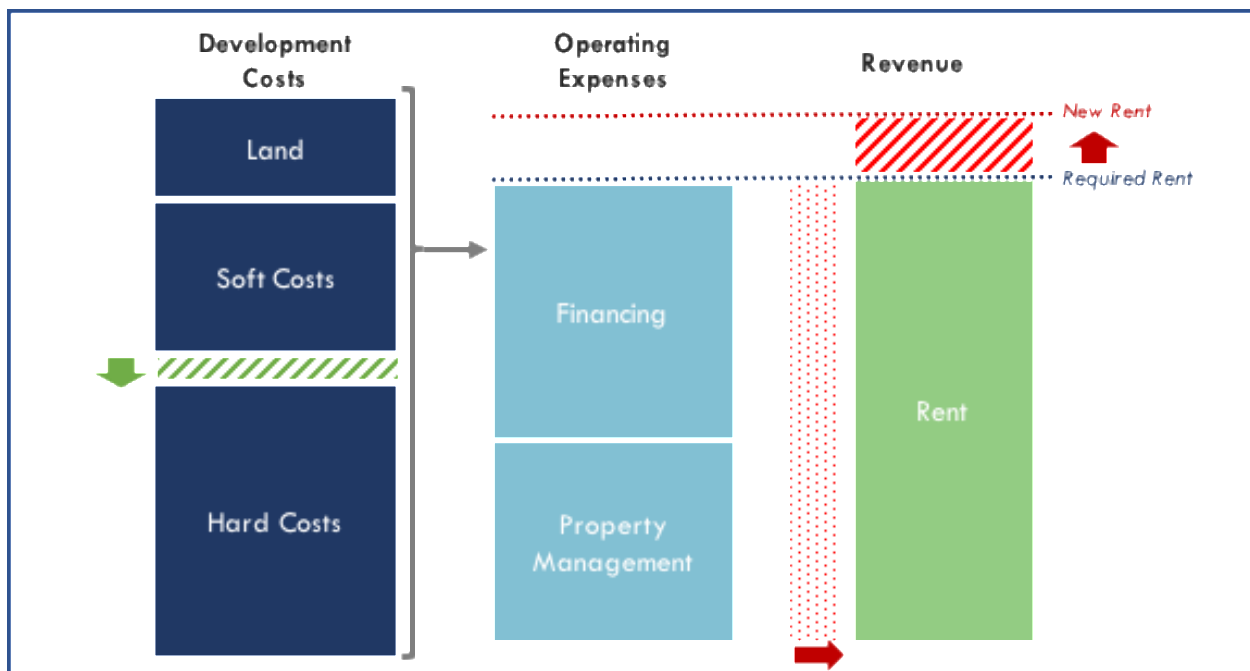 Development
Costs
Operating
Expenses
Revenue
New Rent
Land
Required Rent
Soft Costs
Financing
Rent
Hard Costs
Property
Management